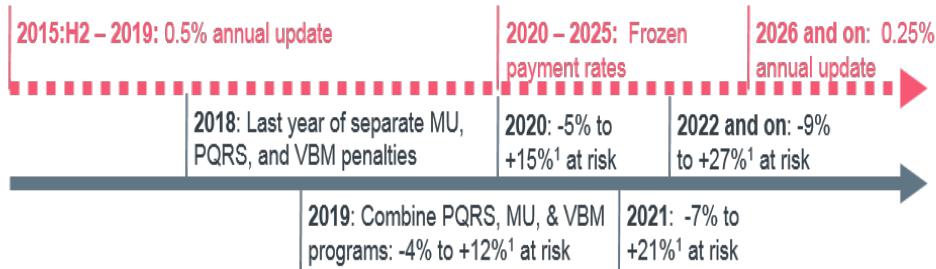 2015:H2 – 2019: 0.5% annual update
2020 – 2025: Frozen
payment rates
2026 and on: 0.25%
annual update
2018: Last year of separate MU,
PQRS, and VBM penalties
2020: -5% to
+15%¹ at risk
2022 and on: -9%
to +27%¹ at risk
2019: Combine PQRS, MU, & VBM
programs: -4% to +12%¹ at risk
2021: -7% to
+21%¹ at risk